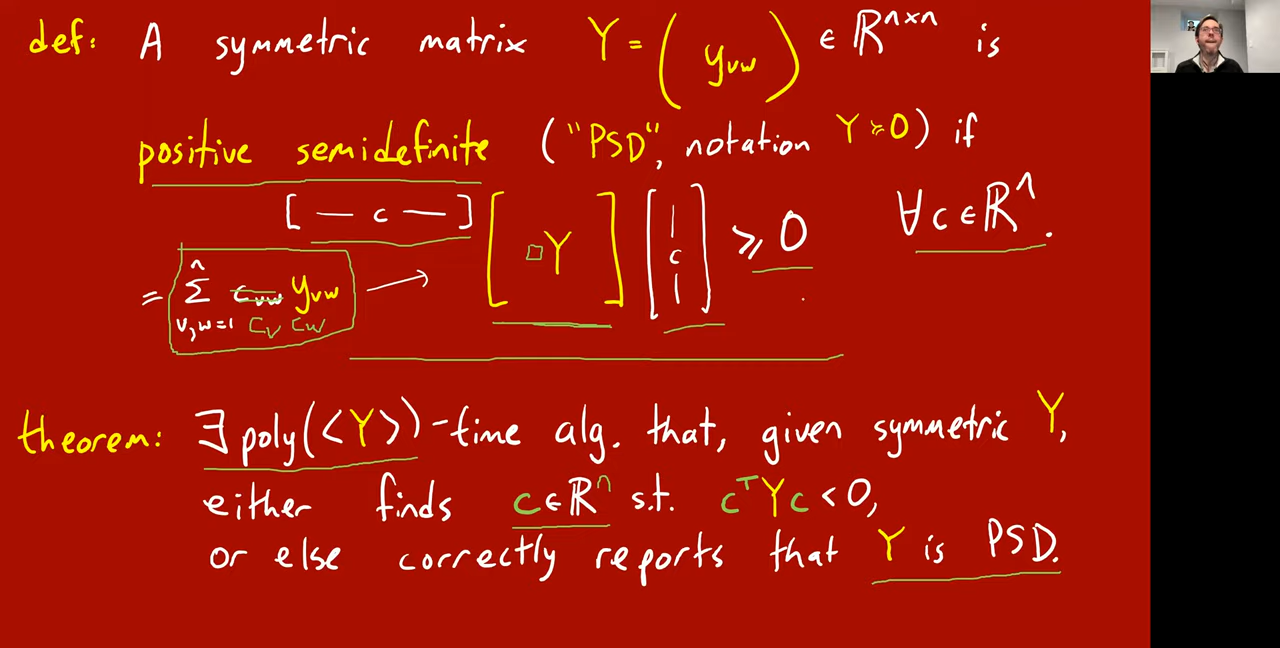 def: A symmetric matrix Y = ( y_vw ) ∈ ℝ^{n×n} is
positive semidefinite ("PSD", notation Y ≽ 0) if
[ — c — ] [ Y ] [ | c | ] ≥ 0 ∀ c ∈ ℝ^n.
= Σ_{v,w=1}^{n} c_vw y_vw →
c_v c_w
theorem: ∃ poly(<Y>)-time alg. that, given symmetric Y,
either finds c ∈ ℝ^n s.t. c^T Y c < 0,
or else correctly reports that Y is PSD.